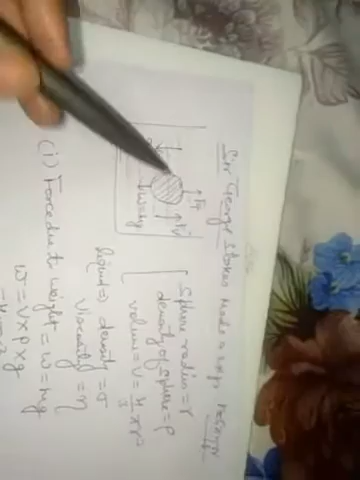 Sir George Stokes made a
F
V
W=mg
Sphere radius = r
density of sphere = ρ
volume = V = 4/3 πr³
liquid ⇒ density = σ
Viscosity = η
(i) Force due to weight = W = mg
W = V × ρ × g